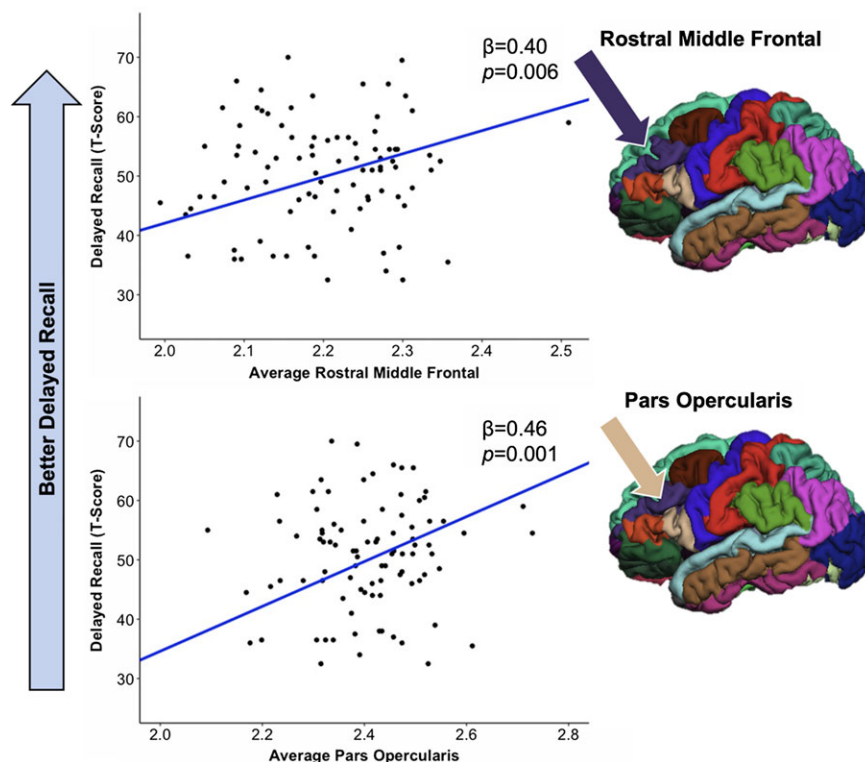 Better Delayed Recall
Delayed Recall (T-Score)
70
60
50
40
30
β=0.40
p=0.006
2.0
2.1
2.2
2.3
2.4
2.5
Average Rostral Middle Frontal
Rostral Middle Frontal
Delayed Recall (T-Score)
70
60
50
40
30
β=0.46
p=0.001
2.0
2.2
2.4
2.6
2.8
Average Pars Opercularis
Pars Opercularis